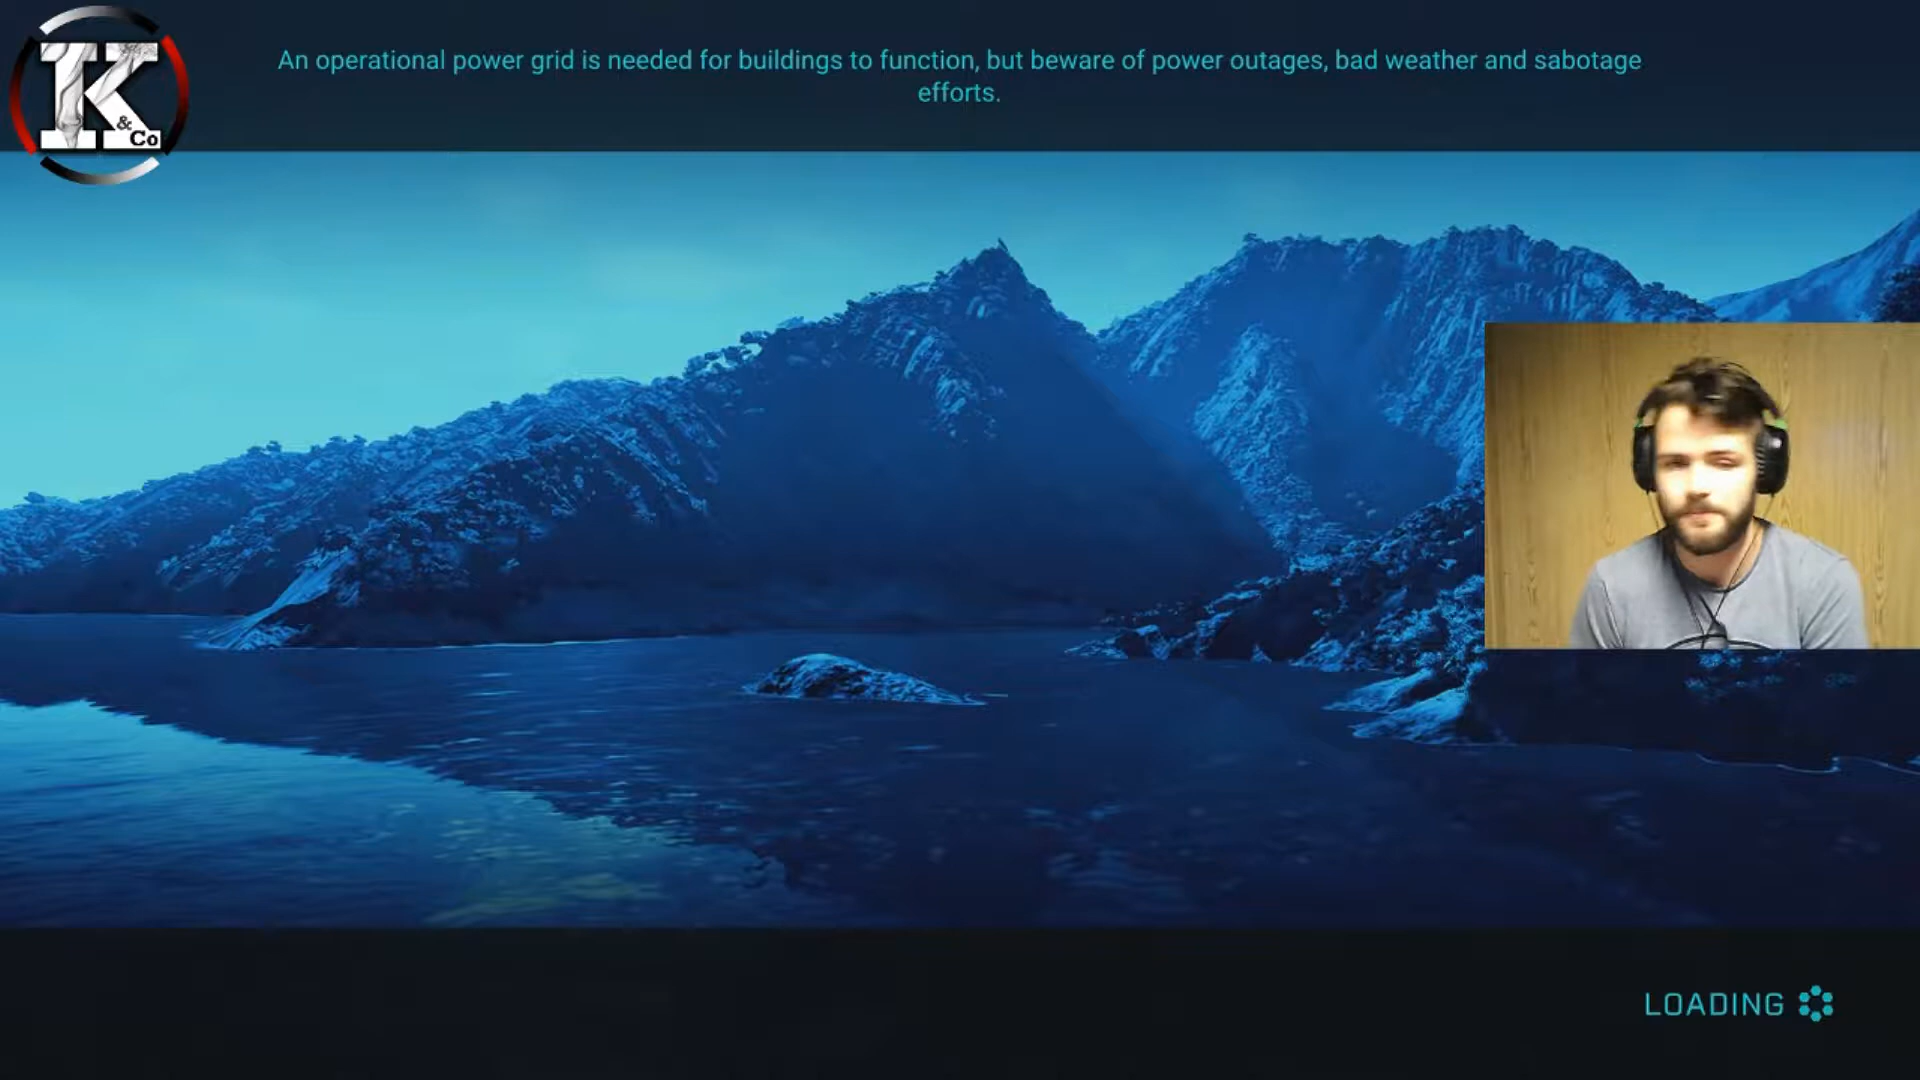 An operational power grid is needed for buildings to function, but beware of power outages, bad weather and sabotage
efforts.
K
& Co
LOADING